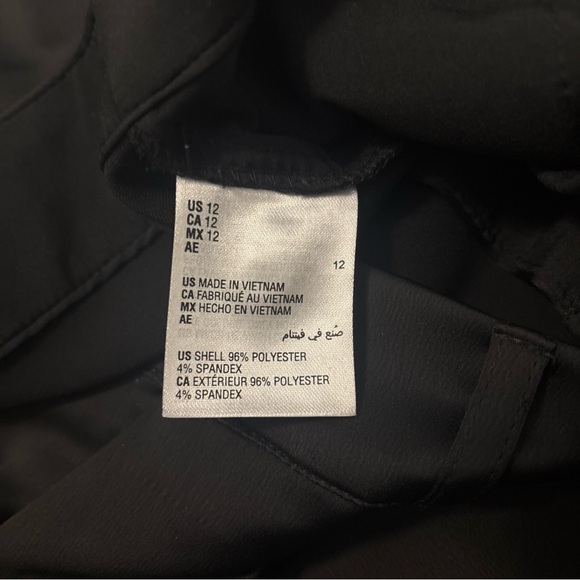 US 12
CA 12
MX 12
AE
12
US MADE IN VIETNAM
CA FABRIQUÉ AU VIETNAM
MX HECHO EN VIETNAM
AE
صُنع في فيتنام
US SHELL 96% POLYESTER
4% SPANDEX
CA EXTÉRIEUR 96% POLYESTER
4% SPANDEX